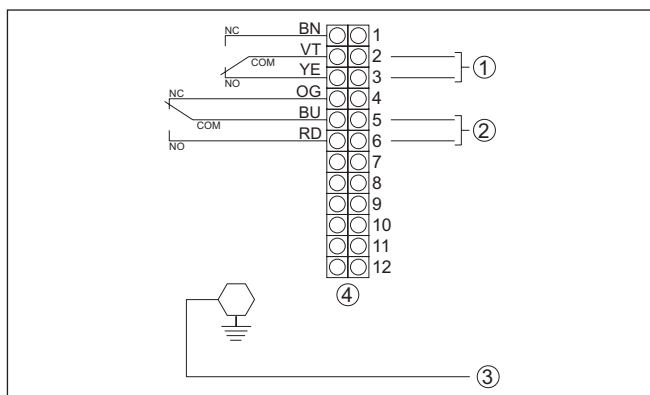 NC BN 1
VT 2
COM
NO YE 3 ①
NC OG 4
BU 5
COM
NO RD 6 ②
7
8
9
10
11
12
④
③